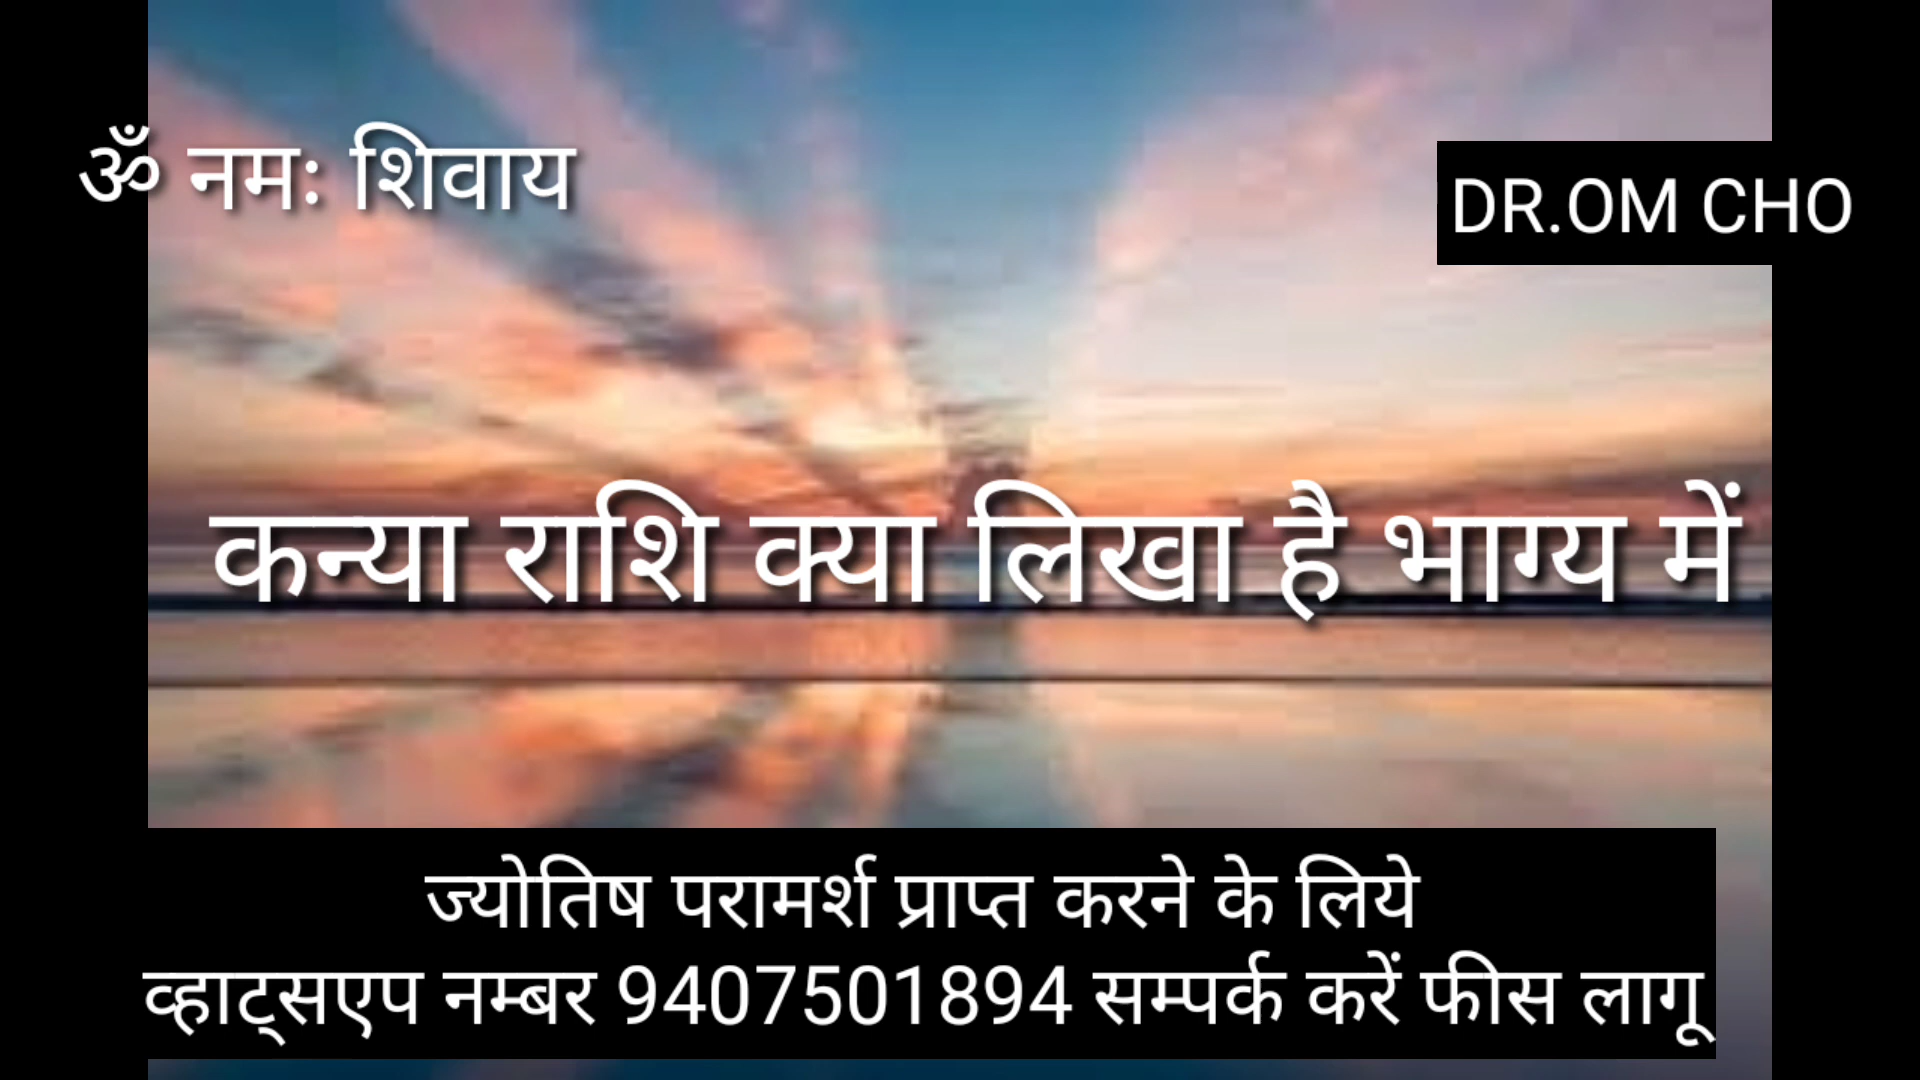 ॐ नमः शिवाय
DR.OM CHO
कन्या राशि क्या लिखा है भाग्य में
ज्योतिष परामर्श प्राप्त करने के लिये
व्हाट्सएप नम्बर 9407501894 सम्पर्क करें फीस लागू